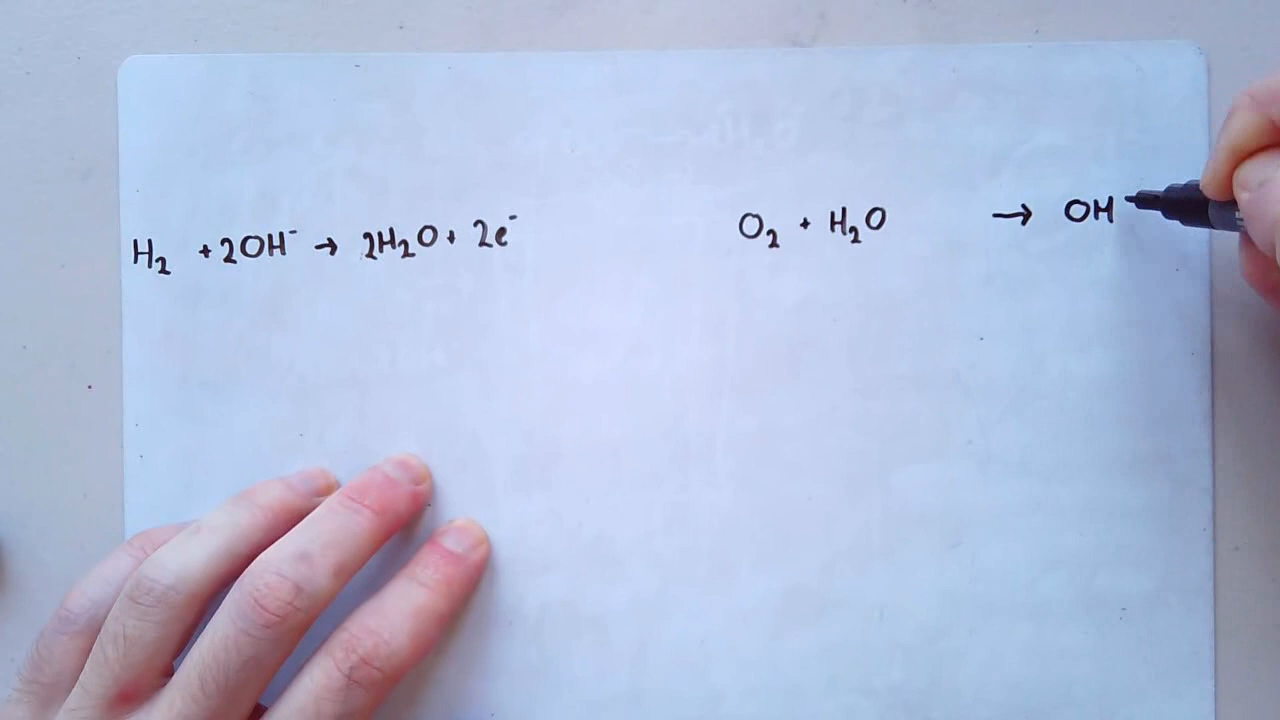 H₂ + 2OH⁻ → 2H₂O + 2e⁻
O₂ + H₂O → OH